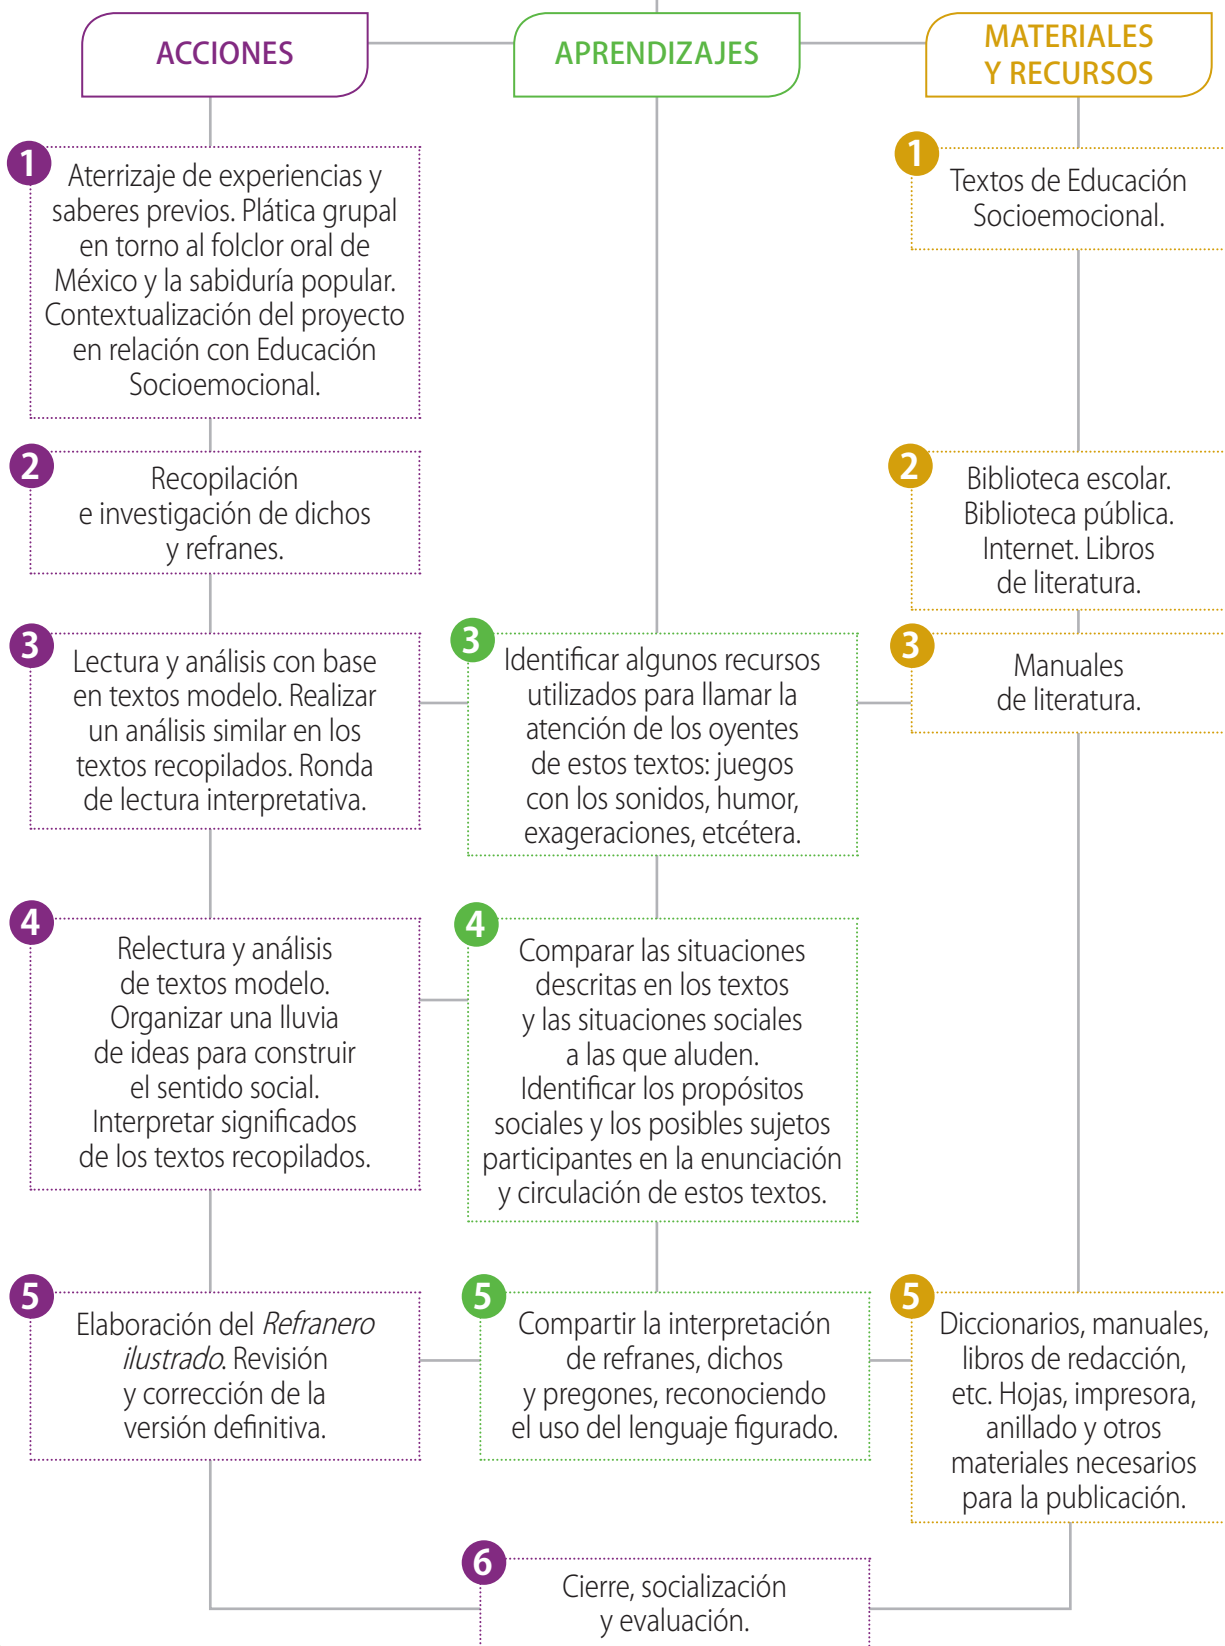 ACCIONES
APRENDIZAJES
MATERIALES
Y RECURSOS
1
Aterrizaje de experiencias y
saberes previos. Plática grupal
en torno al folclor oral de
México y la sabiduría popular.
Contextualización del proyecto
en relación con Educación
Socioemocional.
1
Textos de Educación
Socioemocional.
2
Recopilación
e investigación de dichos
y refranes.
2
Biblioteca escolar.
Biblioteca pública.
Internet. Libros
de literatura.
3
Lectura y análisis con base
en textos modelo. Realizar
un análisis similar en los
textos recopilados. Ronda
de lectura interpretativa.
3
Identificar algunos recursos
utilizados para llamar la
atención de los oyentes
de estos textos: juegos
con los sonidos, humor,
exageraciones, etcétera.
3
Manuales
de literatura.
4
Relectura y análisis
de textos modelo.
Organizar una lluvia
de ideas para construir
el sentido social.
Interpretar significados
de los textos recopilados.
4
Comparar las situaciones
descritas en los textos
y las situaciones sociales
a las que aluden.
Identificar los propósitos
sociales y los posibles sujetos
participantes en la enunciación
y circulación de estos textos.
5
Elaboración del Refranero
ilustrado. Revisión
y corrección de la
versión definitiva.
5
Compartir la interpretación
de refranes, dichos
y pregones, reconociendo
el uso del lenguaje figurado.
5
Diccionarios, manuales,
libros de redacción,
etc. Hojas, impresora,
anillado y otros
materiales necesarios
para la publicación.
6
Cierre, socialización
y evaluación.